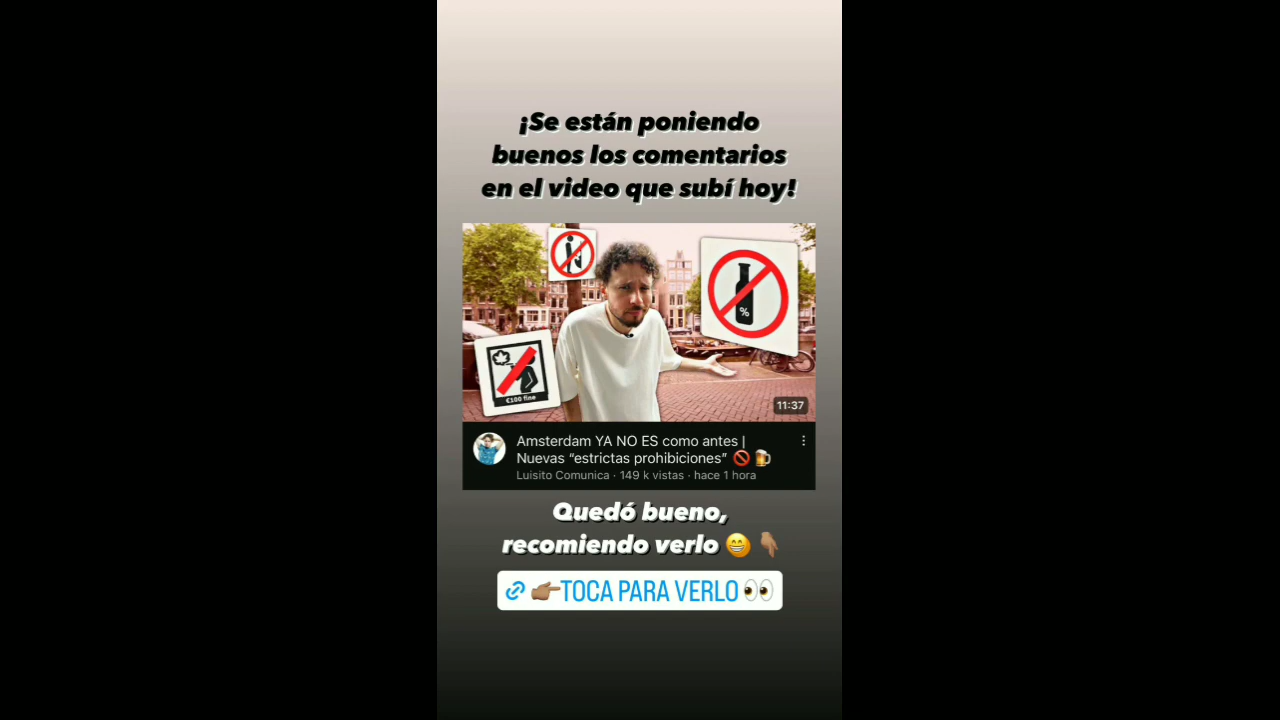 ¡Se están poniendo
buenos los comentarios
en el video que subí hoy!
%
€100 fine
11:37
Amsterdam YA NO ES como antes |
Nuevas “estrictas prohibiciones” 🚫 🍺
Luisito Comunica · 149 k vistas · hace 1 hora
Quedó bueno,
recomiendo verlo 😁 👇🏽
👉🏽TOCA PARA VERLO 👀